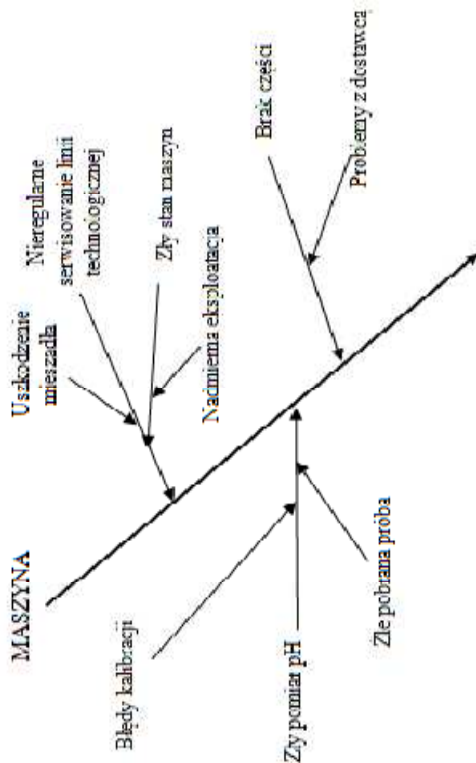 MASZYNA
Uszkodzenie
mieszadła
Nieregularne
serwisowanie linii
technologicznej
Zły stan maszyn
Nadmierna eksploatacja
Brak części
Problemy z dostawcą
Błędy kalibracji
Zły pomiar pH
Źle pobrana próba